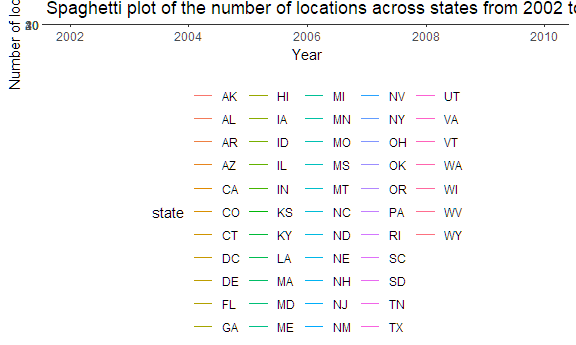 Spaghetti plot of the number of locations across states from 2002 to
Number of loc
2002 2004 2006 2008 2010
Year
state
AK HI MI NV UT
AL IA MN NY VA
AR ID MO OH VT
AZ IL MS OK WA
CA IN MT OR WI
CO KS NC PA WV
CT KY ND RI WY
DC LA NE SC
DE MA NH SD
FL MD NJ TN
GA ME NM TX